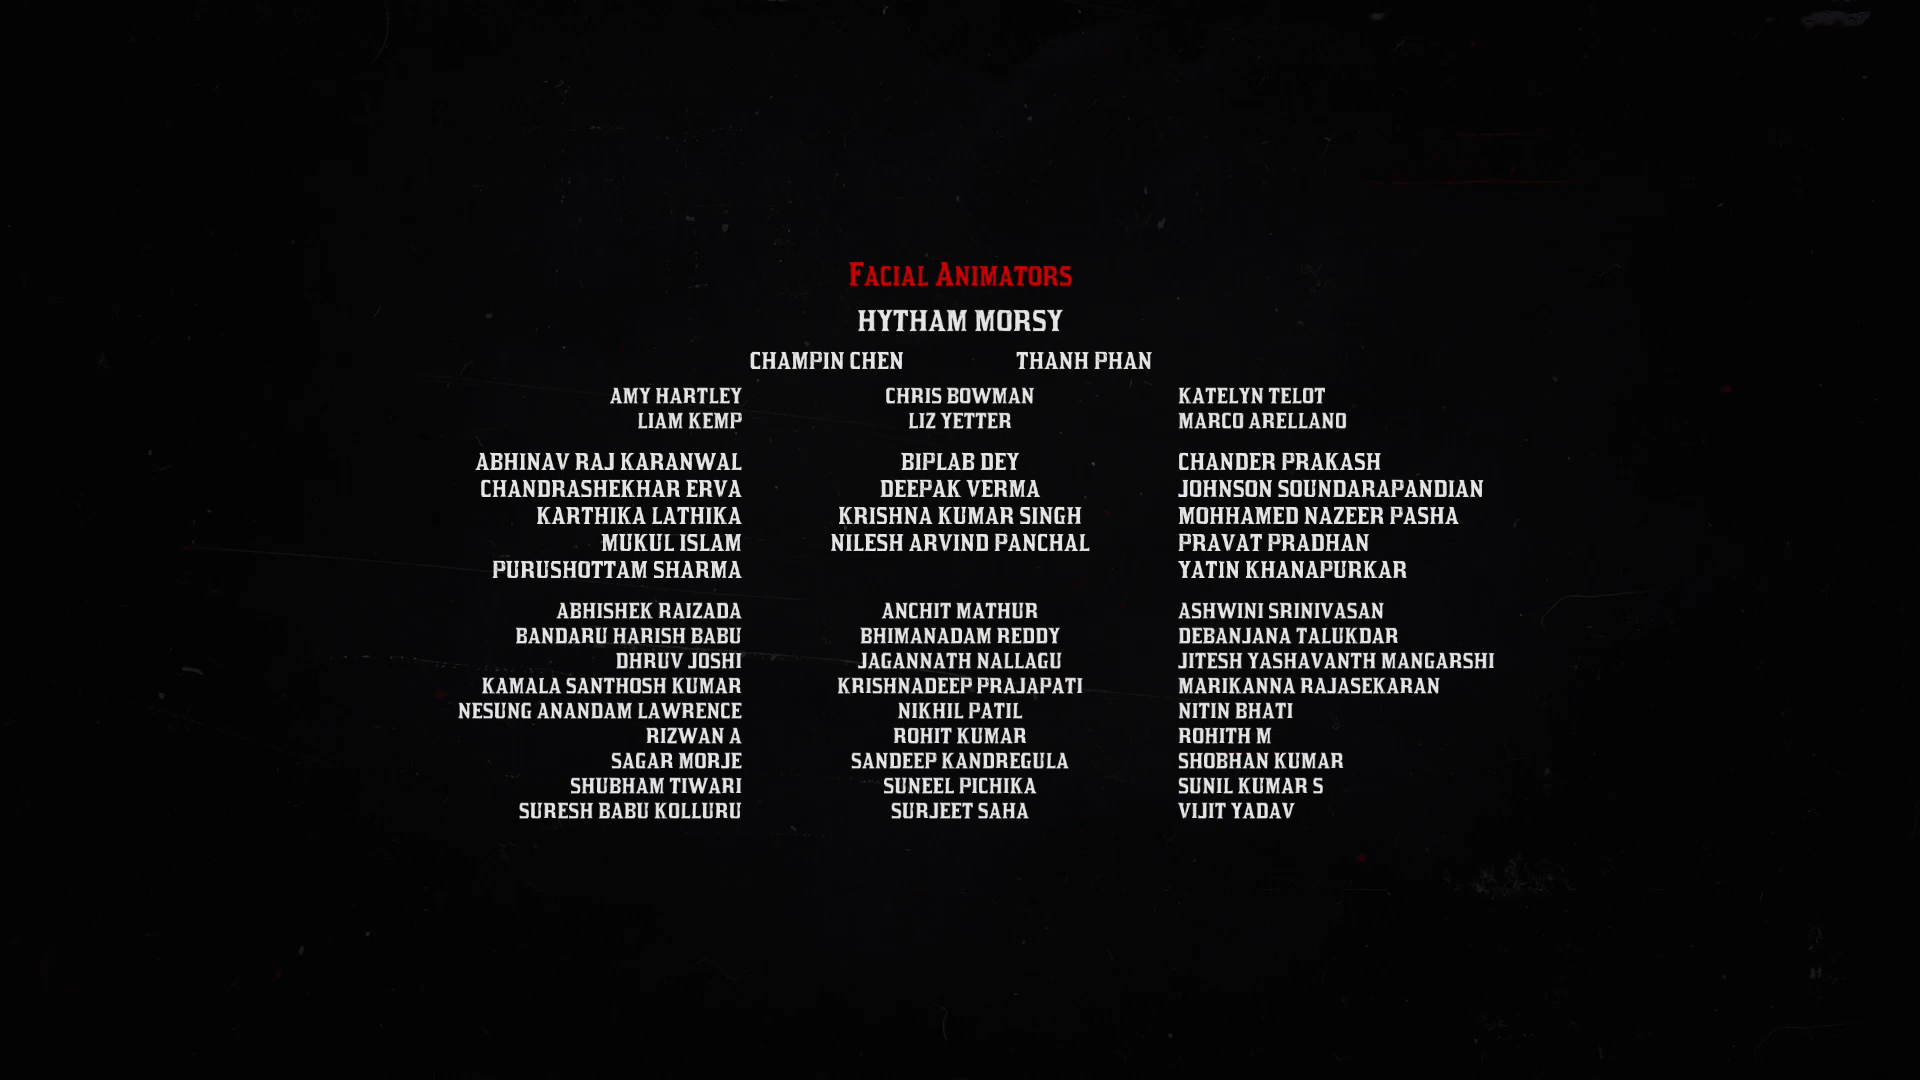 Facial Animators
HYTHAM MORSY
CHAMPIN CHEN THANH PHAN
AMY HARTLEY CHRIS BOWMAN KATELYN TELOT
LIAM KEMP LIZ YETTER MARCO ARELLANO
ABHINAV RAJ KARANWAL BIPLAB DEY CHANDER PRAKASH
CHANDRASHEKHAR ERVA DEEPAK VERMA JOHNSON SOUNDARAPANDIAN
KARTHIKA LATHIKA KRISHNA KUMAR SINGH MOHHAMED NAZEER PASHA
MUKUL ISLAM NILESH ARVIND PANCHAL PRAVAT PRADHAN
PURUSHOTTAM SHARMA YATIN KHANAPURKAR
ABHISHEK RAIZADA ANCHIT MATHUR ASHWINI SRINIVASAN
BANDARU HARISH BABU BHIMANADAM REDDY DEBANJANA TALUKDAR
DHRUV JOSHI JAGANNATH NALLAGU JITESH YASHAVANTH MANGARSHI
KAMALA SANTHOSH KUMAR KRISHNADEEP PRAJAPATI MARIKANNA RAJASEKARAN
NESUNG ANANDAM LAWRENCE NIKHIL PATIL NITIN BHATI
RIZWAN A ROHIT KUMAR ROHITH M
SAGAR MORJE SANDEEP KANDREGULA SHOBHAN KUMAR
SHUBHAM TIWARI SUNEEL PICHIKA SUNIL KUMAR S
SURESH BABU KOLLURU SURJEET SAHA VIJIT YADAV